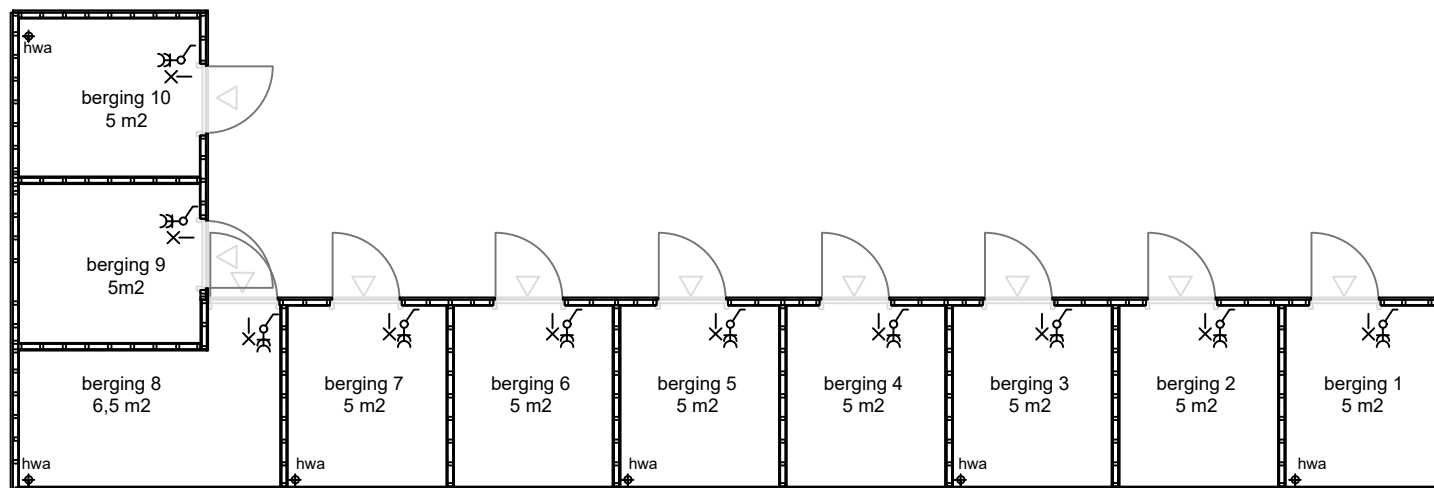 hwa
berging 10
5 m2
berging 9
5m2
berging 8
6,5 m2
hwa
berging 7
5 m2
hwa
berging 6
5 m2
berging 5
5 m2
hwa
berging 4
5 m2
berging 3
5 m2
hwa
berging 2
5 m2
berging 1
5 m2
hwa